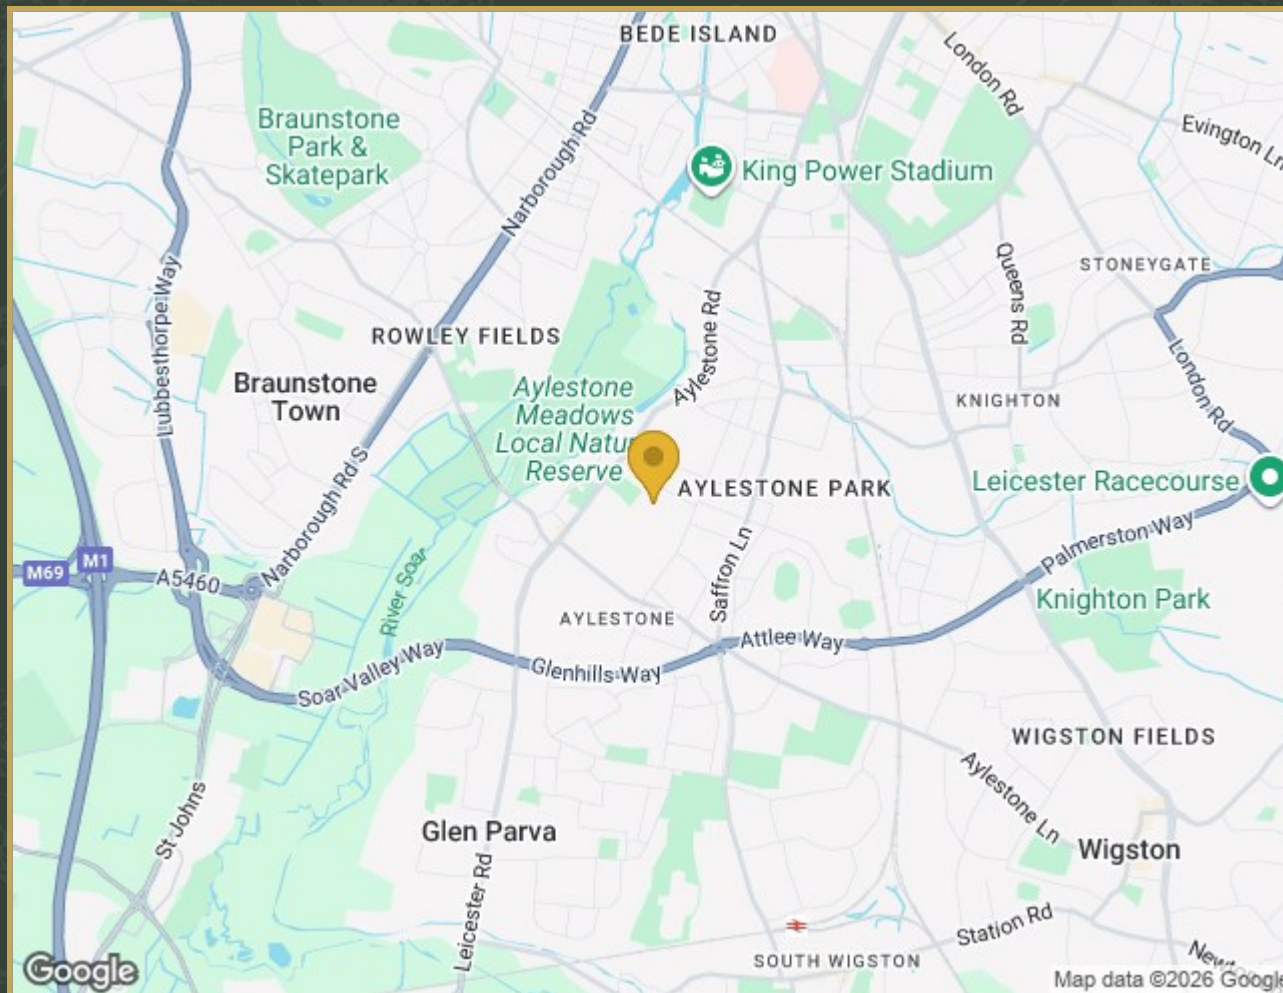 BEDE ISLAND
London Rd
Evington Ln
Braunstone
Park &
Skatepark
Narborough Rd
King Power Stadium
Queens Rd
STONEYGATE
Lubbesthorpe Way
Aylestone Rd
ROWLEY FIELDS
London Rd
Braunstone
Town
Aylestone
Meadows
Local Natu
Reserve
KNIGHTON
Narborough Rd S
AYLESTONE PARK
Leicester Racecourse
Palmerston Way
Saffron Ln
M69
M1
A5460
River Soar
Knighton Park
AYLESTONE
Attlee Way
Soar Valley Way
Glenhills Way
WIGSTON FIELDS
Aylestone Ln
St Johns
Glen Parva
Wigston
Leicester Rd
Station Rd
SOUTH WIGSTON
Google
Map data ©2026 Google